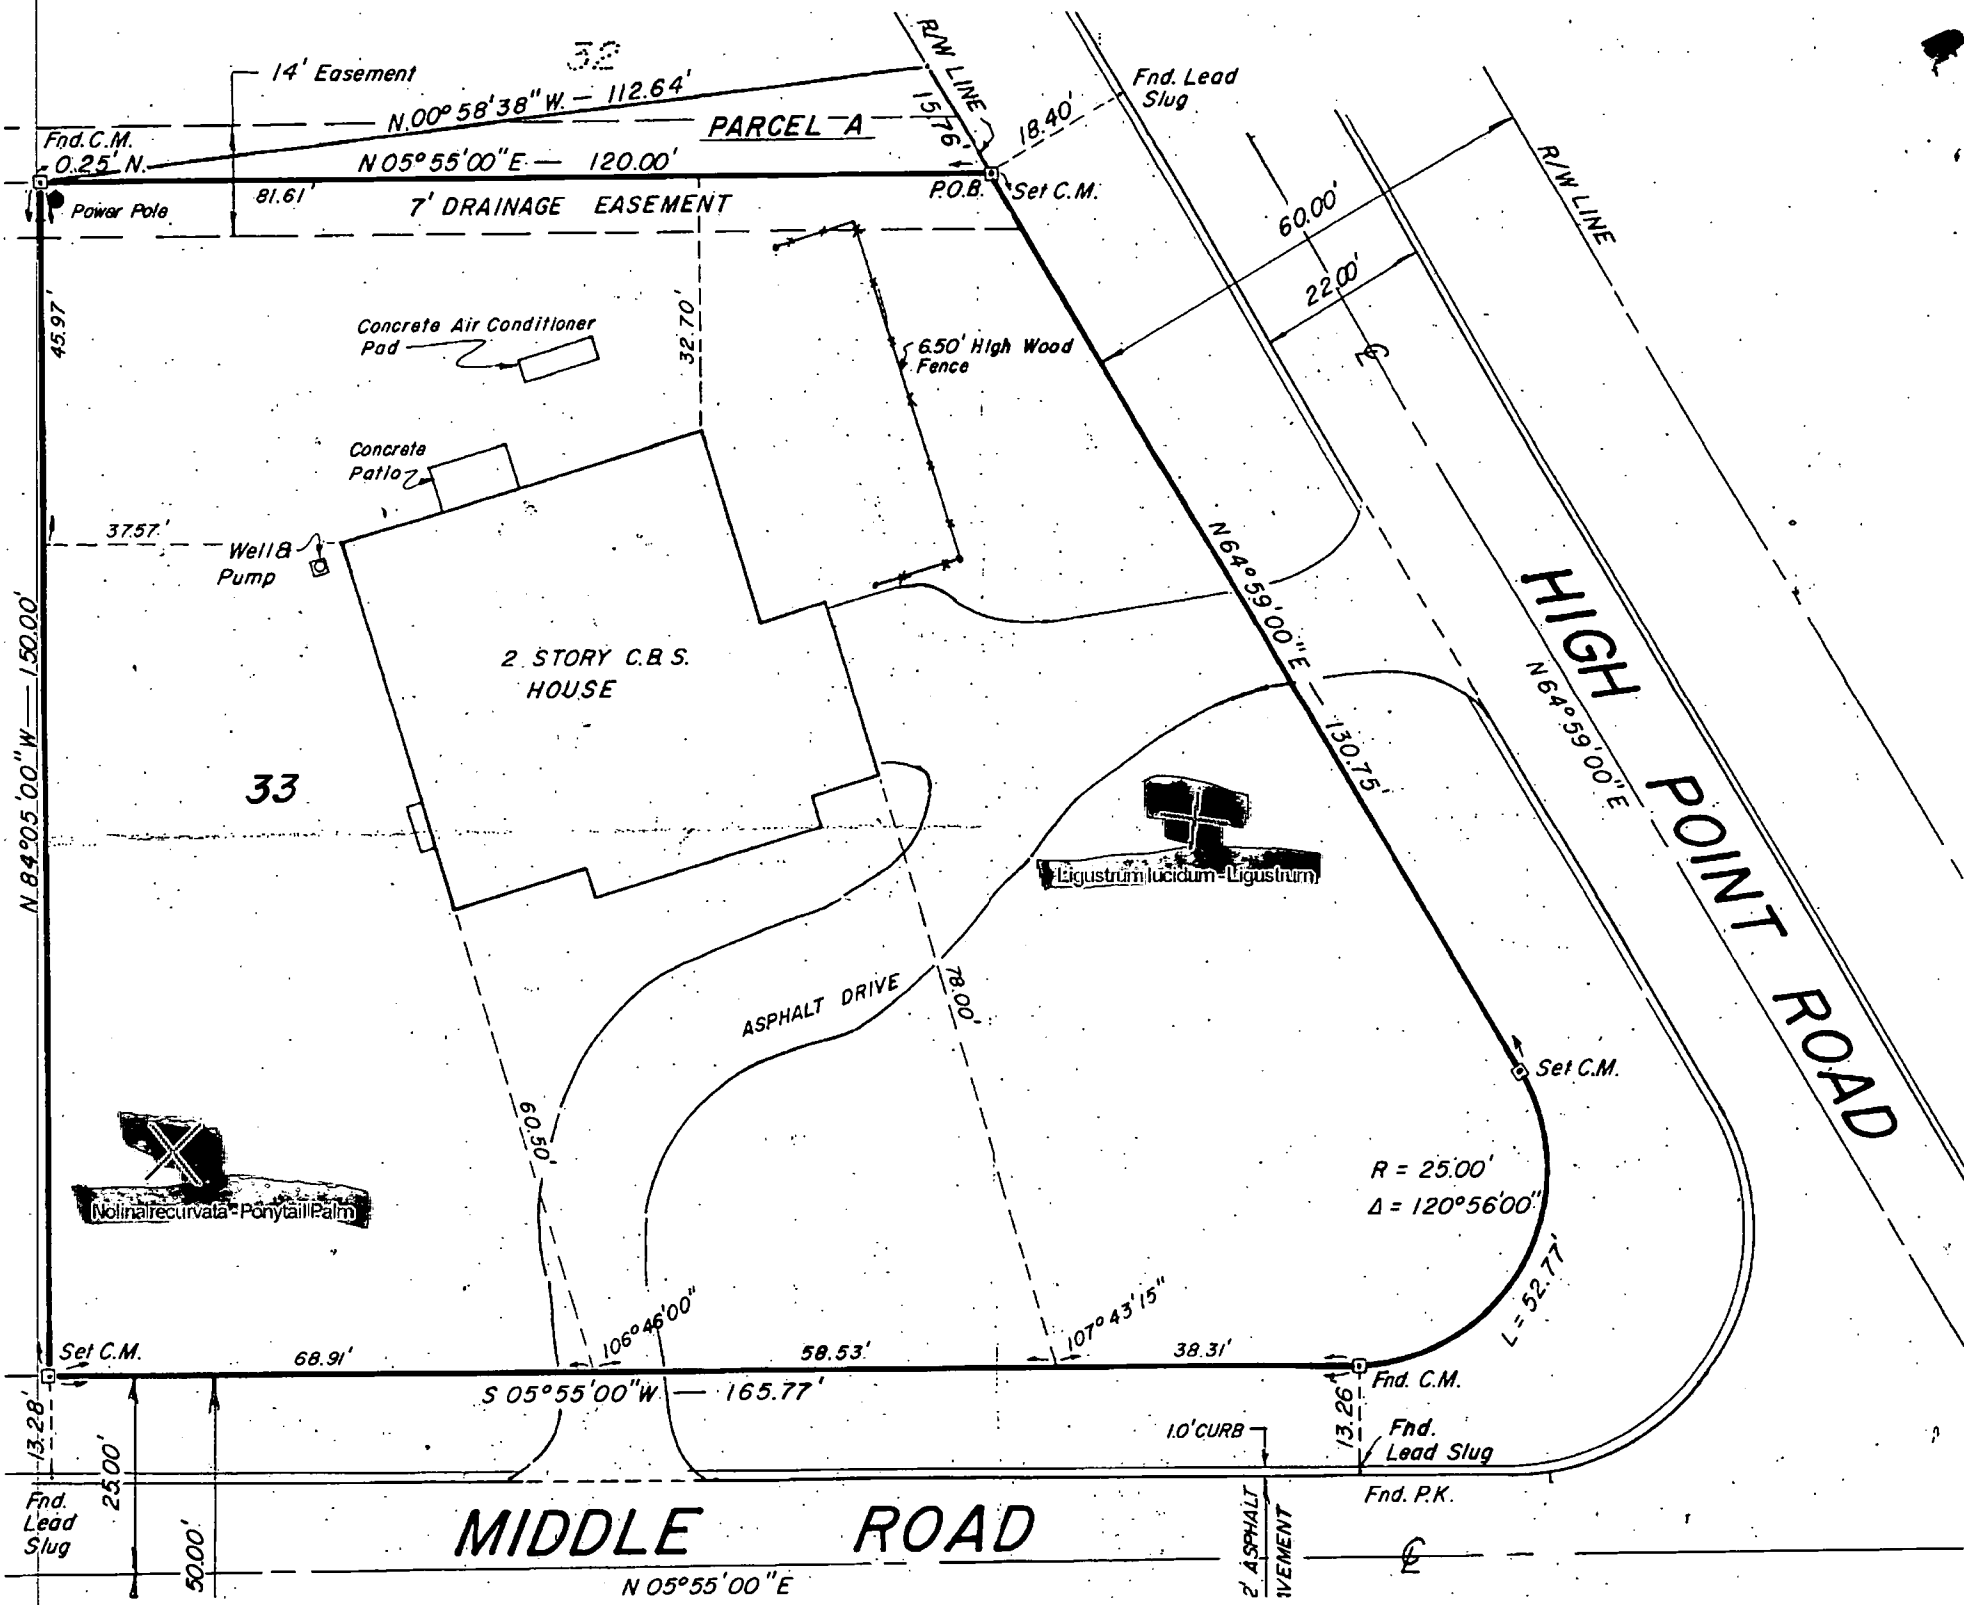 32
14' Easement
N.00°58'38"W. — 112.64'
R/W LINE
15.76'
18.40'
Fnd. Lead
Slug
PARCEL A
Fnd. C.M.
0.25' N.
N 05°55'00"E — 120.00'
81.61'
7' DRAINAGE EASEMENT
P.O.B.
Set C.M.
Power Pole
R/W LINE
60.00'
22.00'
℄
45.97'
Concrete Air Conditioner
Pad
32.70'
6.50' High Wood
Fence
Concrete
Patio
37.57'
Well &
Pump
N 84°05'00"W — 150.00'
2 STORY C.B.S.
HOUSE
N 64°59'00"E — 130.75'
HIGH POINT ROAD
N 64°59'00"E
33
Ligustrum lucidum - Ligustrum
ASPHALT DRIVE
78.00'
60.50'
Set C.M.
Nolina recurvata - Ponytail Palm
R = 25.00'
Δ = 120°56'00"
L = 52.77'
106°46'00"
107°43'15"
Set C.M.
68.91'
58.53'
38.31'
S 05°55'00"W — 165.77'
Fnd. C.M.
13.28'
25.00'
50.00'
13.26'
1.0' CURB
Fnd.
Lead Slug
Fnd. P.K.
Fnd.
Lead
Slug
MIDDLE ROAD
N 05°55'00"E
2' ASPHALT
VEMENT
℄